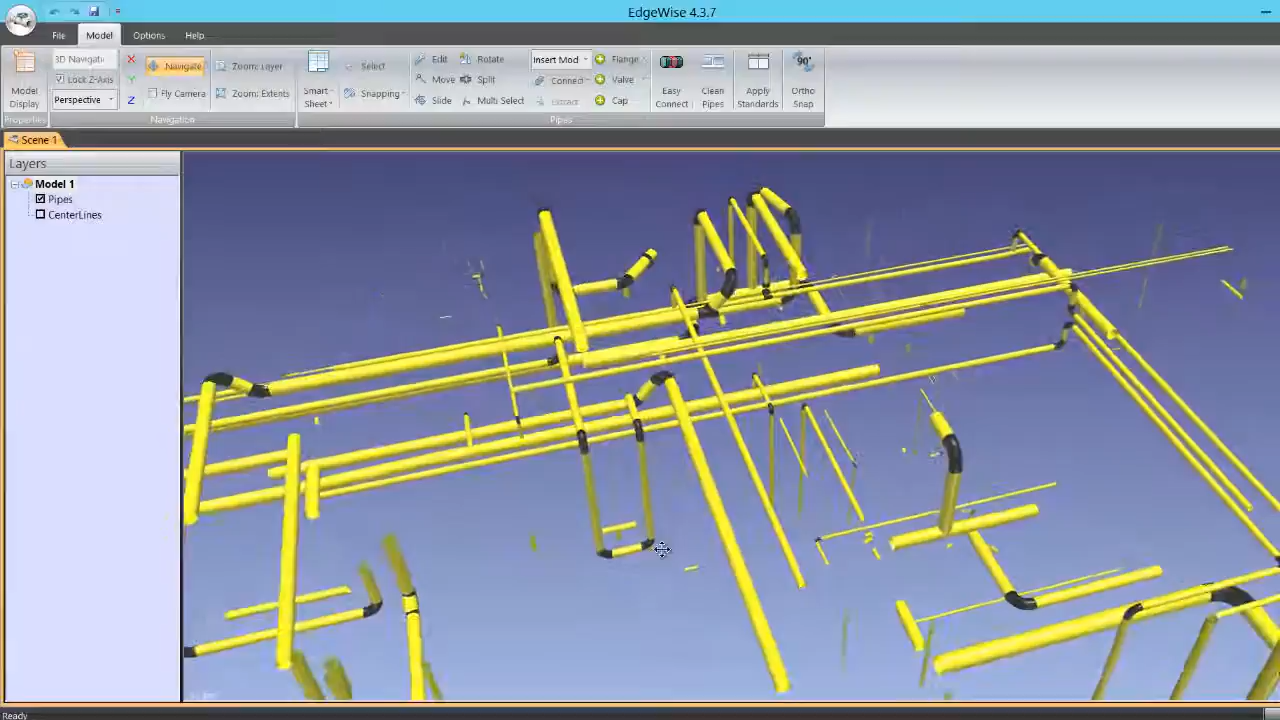 EdgeWise 4.3.7
File Model Options Help
3D Navigate Navigate Zoom: Layer Select Edit Rotate Insert Mod Flange
Lock Z-Axis Move Split Connect Valve
Perspective Fly Camera Zoom: Extents Snapping Slide Multi Select Extract Cap
X
Y
Z
Model
Display
Smart
Sheet
Easy
Connect
Clean
Pipes
Apply
Standards
90°
Ortho
Snap
Properties Navigation Pipes
Scene 1
Layers
Model 1
Pipes
CenterLines
Ready